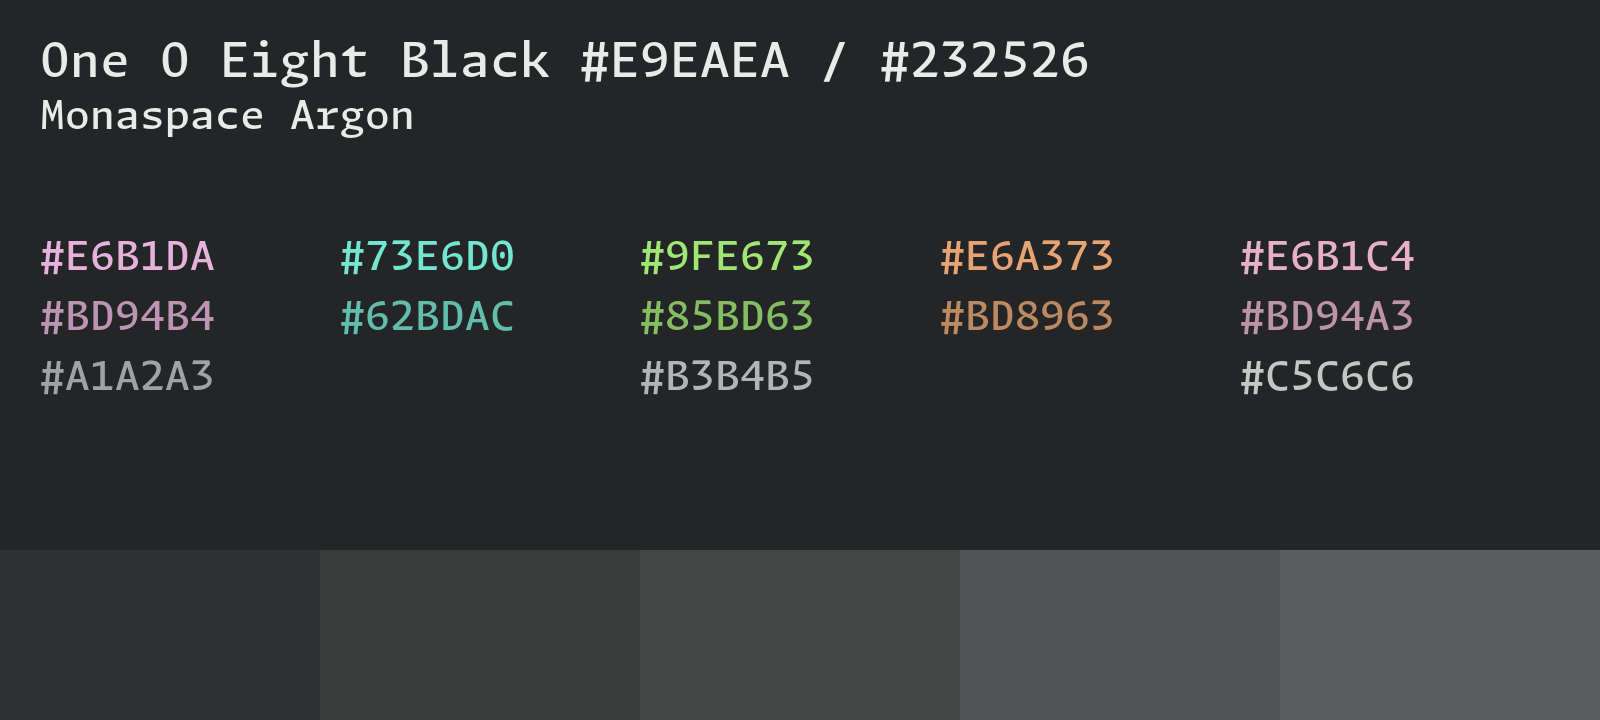 One O Eight Black #E9EAEA / #232526
Monaspace Argon
#E6B1DA #73E6D0 #9FE673 #E6A373 #E6B1C4
#BD94B4 #62BDAC #85BD63 #BD8963 #BD94A3
#A1A2A3 #B3B4B5 #C5C6C6